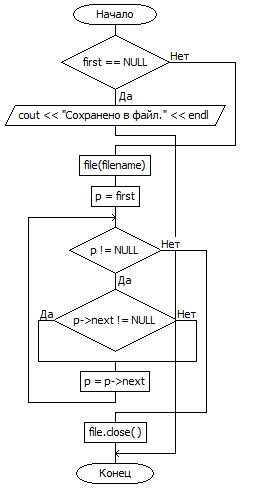 Начало
first == NULL
Нет
Да
cout << "Сохранено в файл." << endl
file(filename)
p = first
p != NULL
Нет
Да
Да
p->next != NULL
Нет
p = p->next
file.close( )
Конец